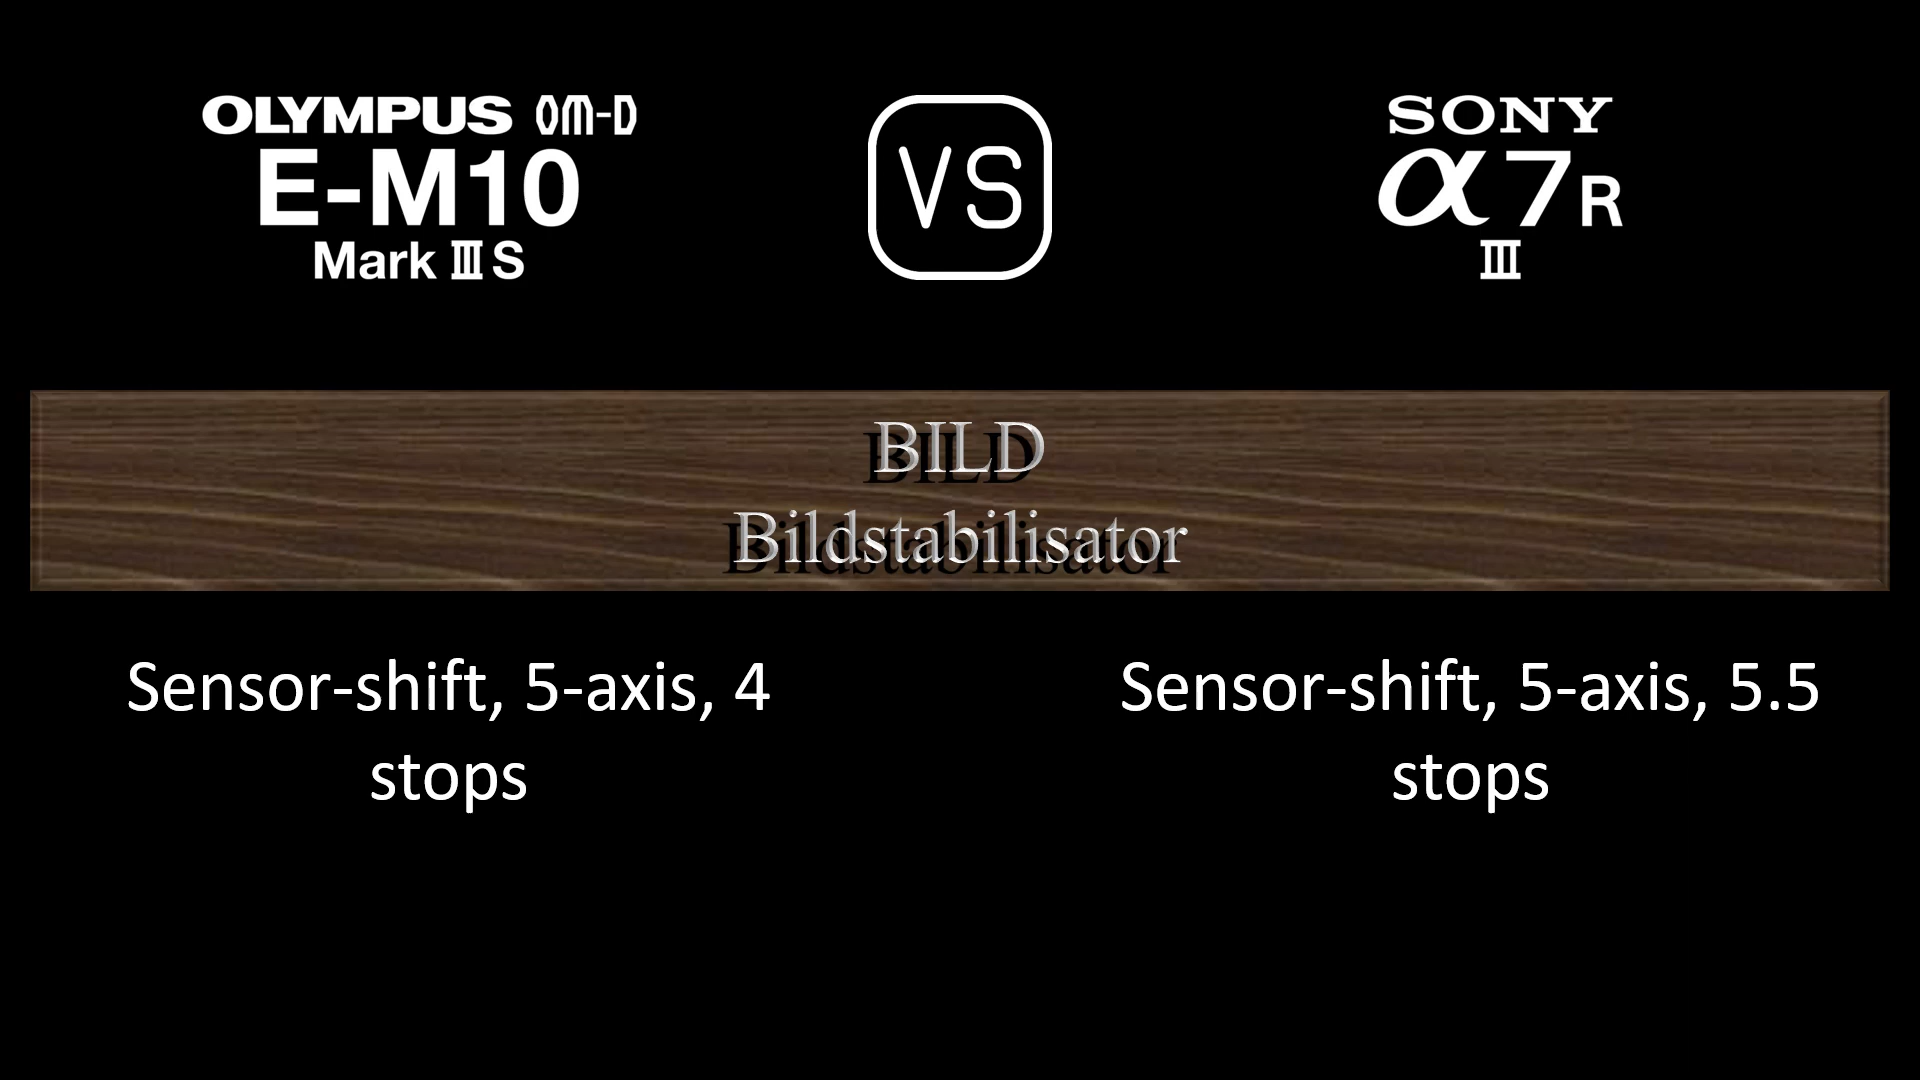 OLYMPUS OM-D
E-M10
Mark III S
VS
SONY
α7R
III
BILD
Bildstabilisator
Sensor-shift, 5-axis, 4
stops
Sensor-shift, 5-axis, 5.5
stops